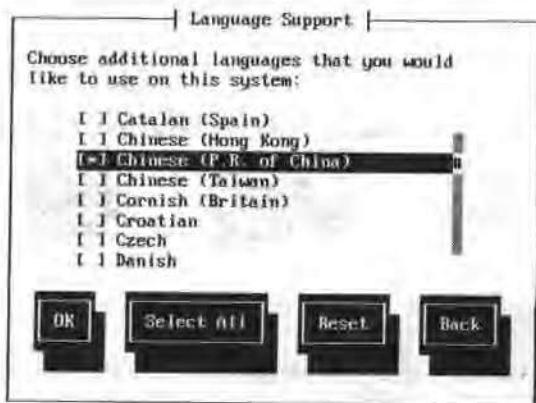 Language Support
Choose additional languages that you would
like to use on this system:
[ ] Catalan (Spain)
[ ] Chinese (Hong Kong)
[*] Chinese (P.R. of China)
[ ] Chinese (Taiwan)
[ ] Cornish (Britain)
[ ] Croatian
[ ] Czech
[ ] Danish
OK Select All Reset Back